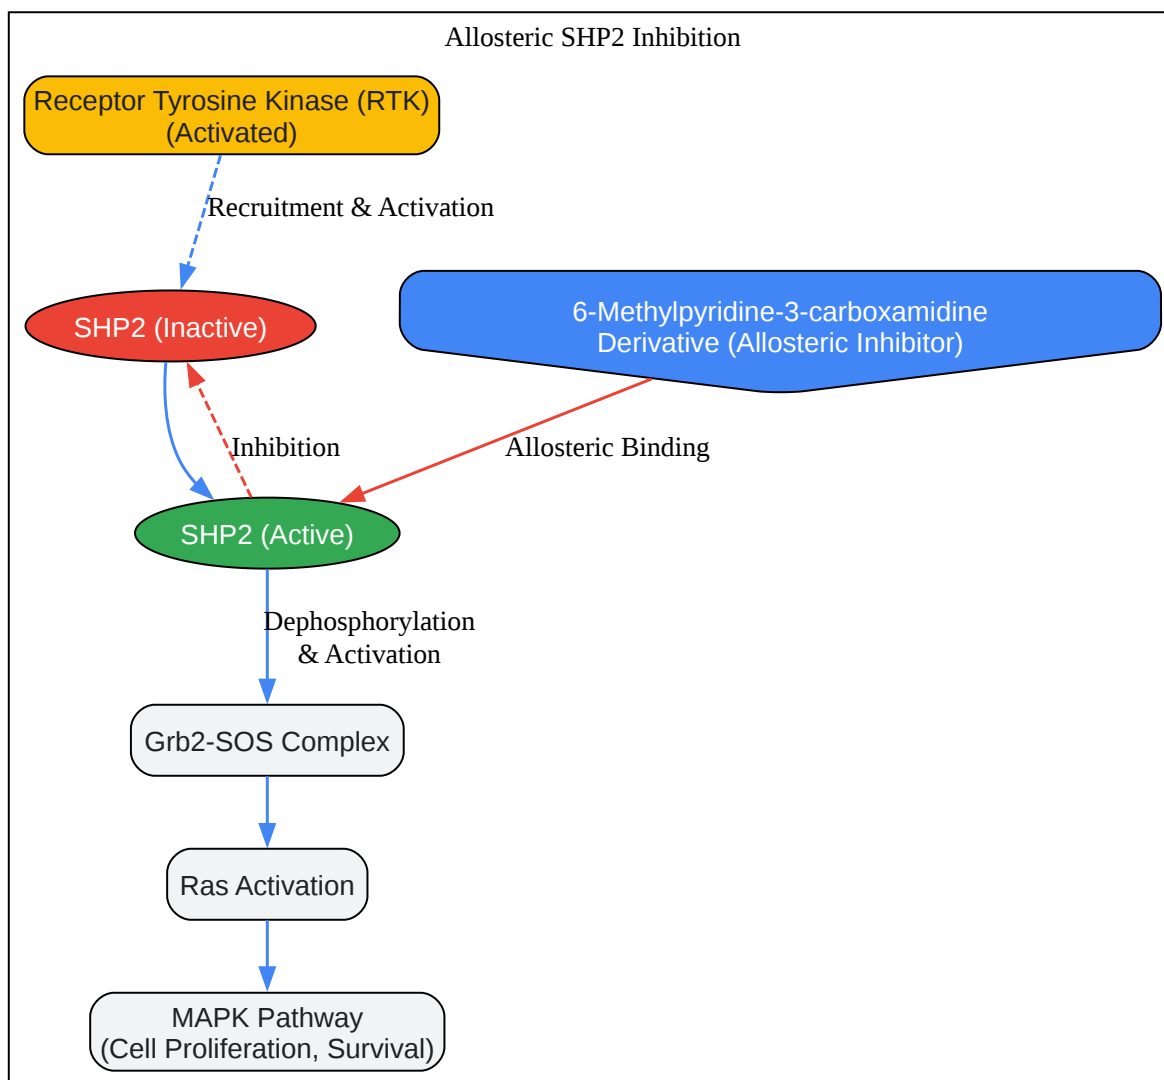 Allosteric SHP2 Inhibition
Receptor Tyrosine Kinase (RTK)
(Activated)
Recruitment & Activation
SHP2 (Inactive)
6-Methylpyridine-3-carboxamidine
Derivative (Allosteric Inhibitor)
Inhibition
Allosteric Binding
SHP2 (Active)
Dephosphorylation
& Activation
Grb2-SOS Complex
Ras Activation
MAPK Pathway
(Cell Proliferation, Survival)